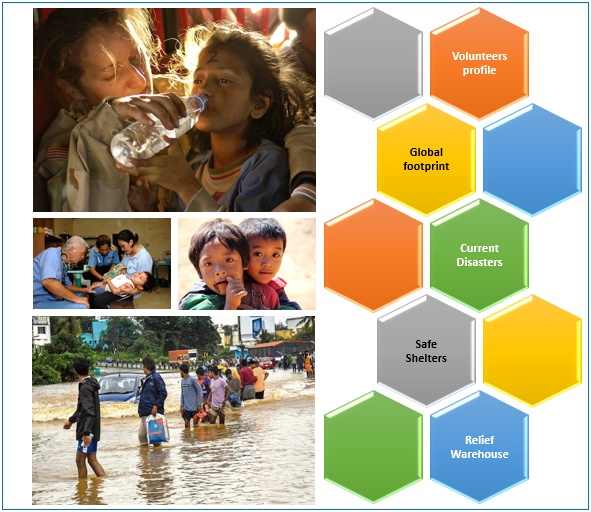 Volunteers
profile
Global
footprint
Current
Disasters
Safe
Shelters
Relief
Warehouse